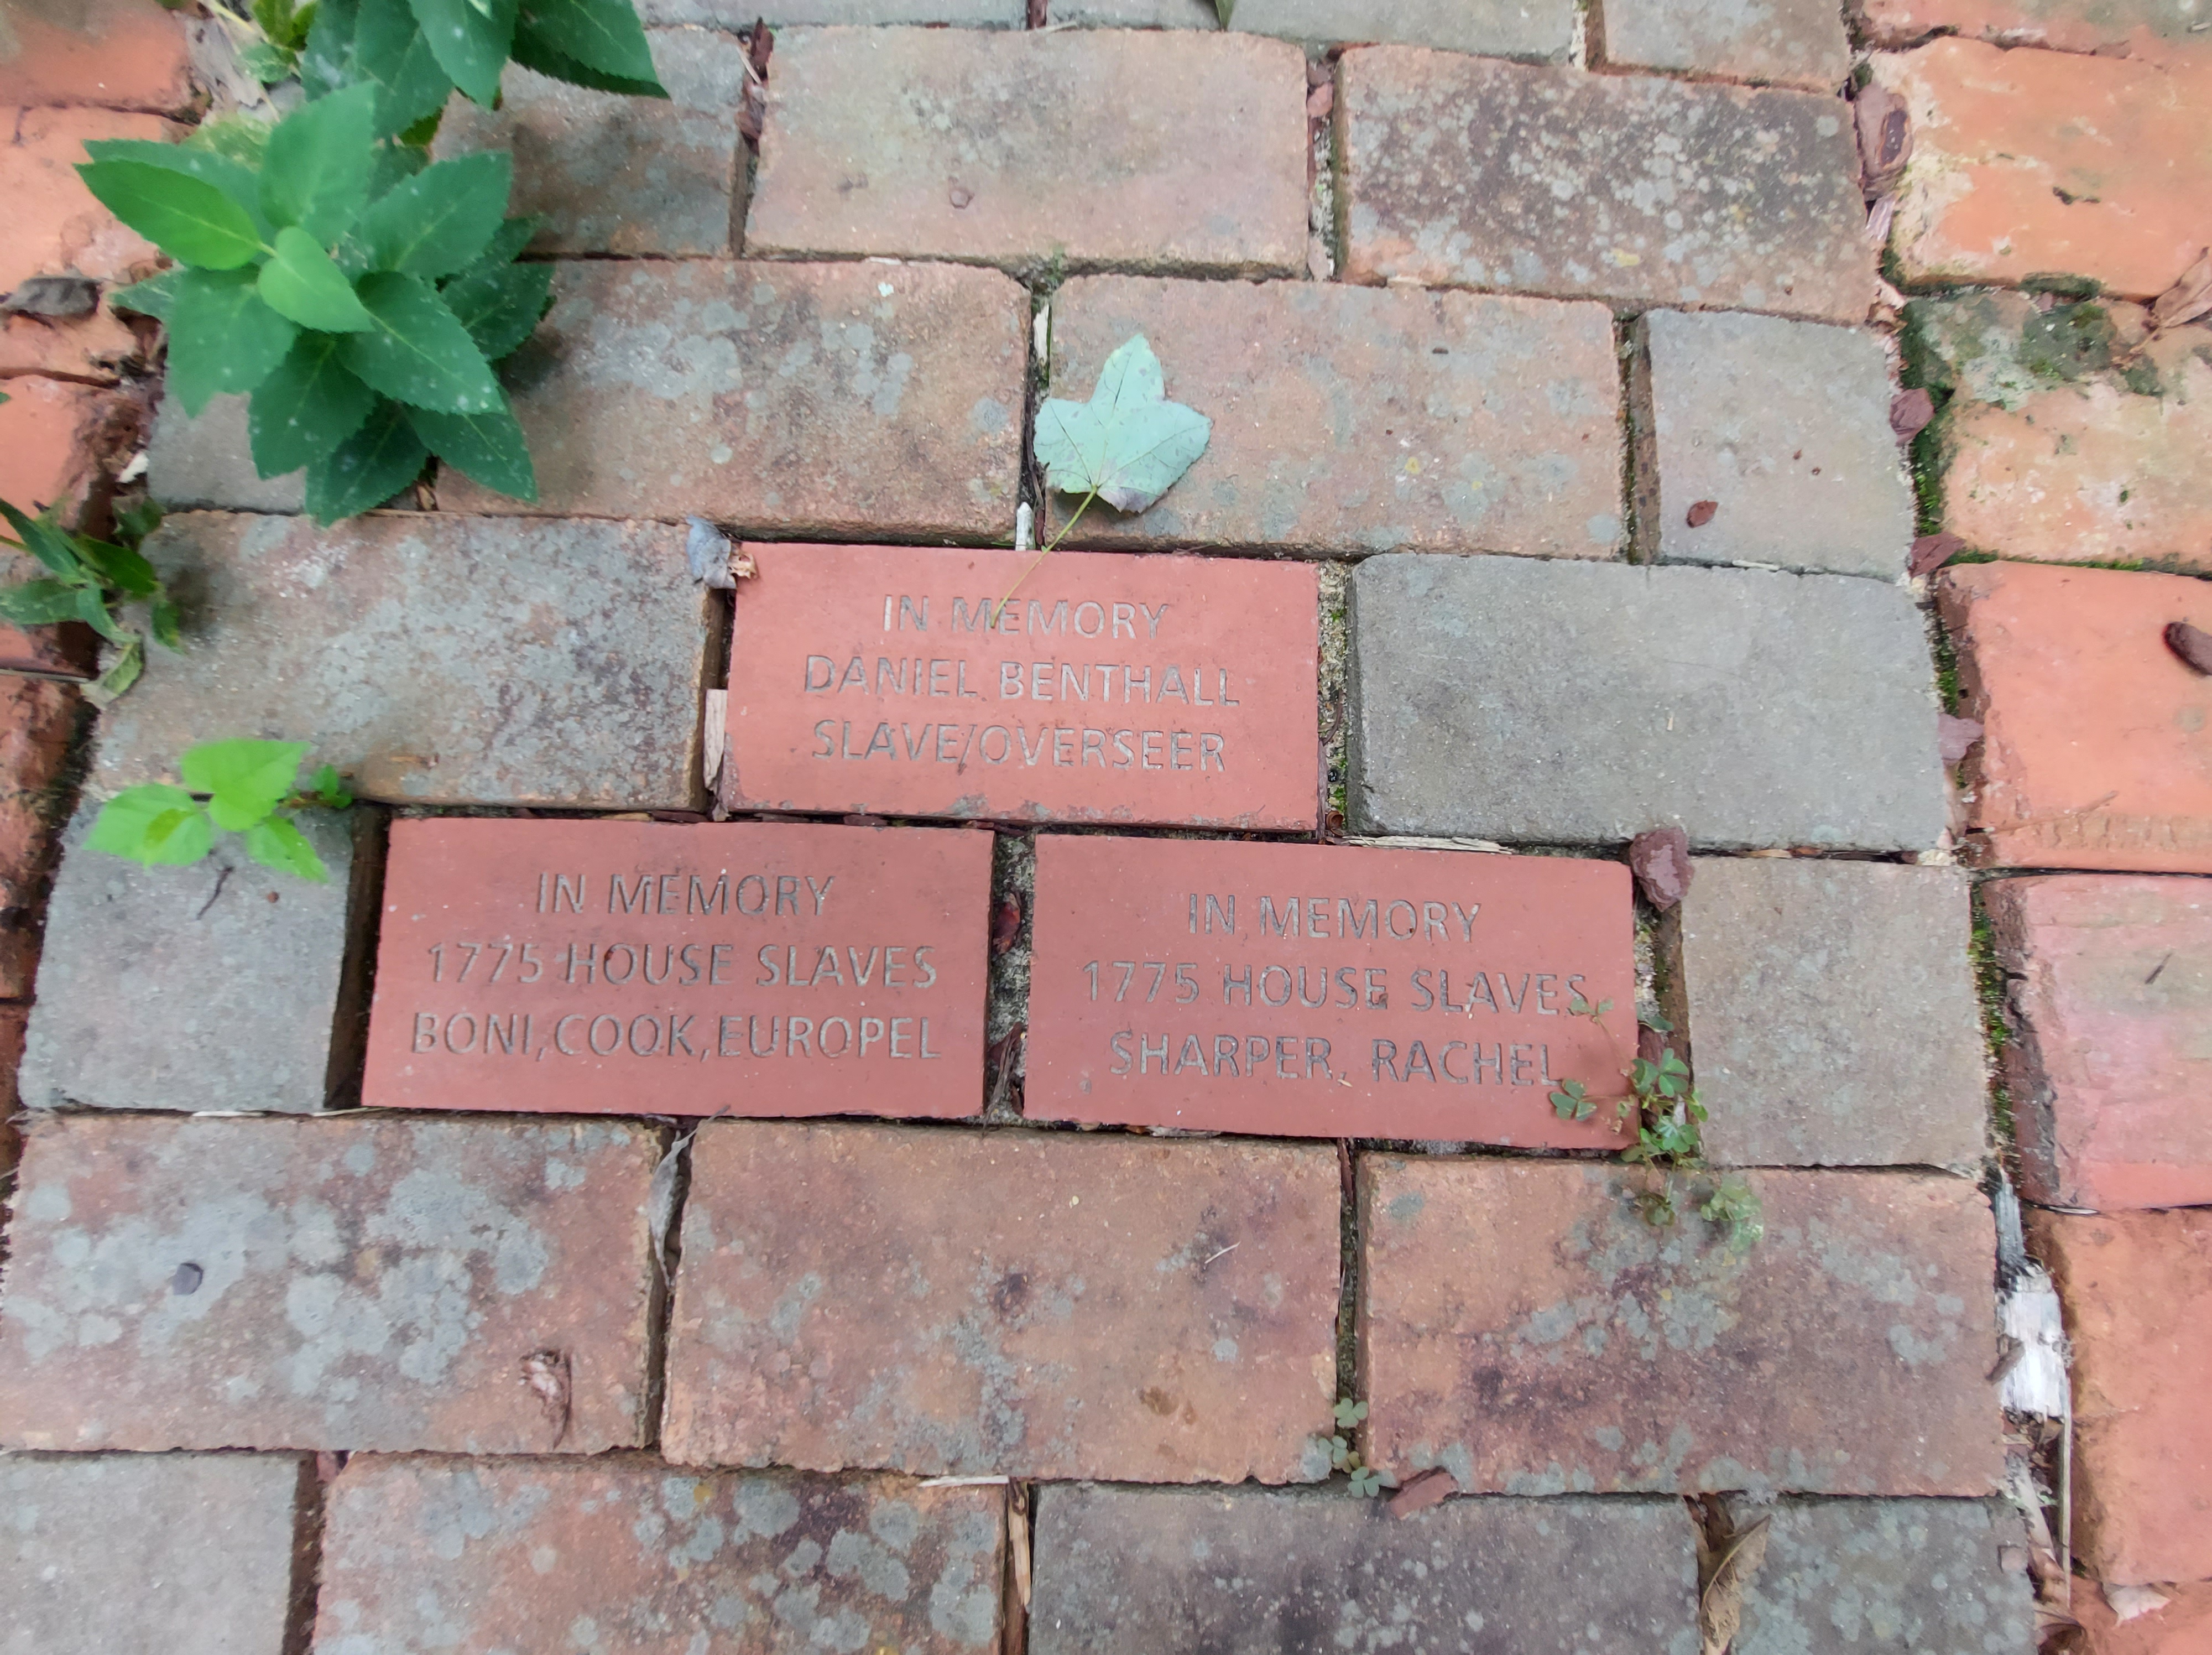 IN MEMORY
DANIEL BENTHALL
SLAVE/OVERSEER
IN MEMORY
1775 HOUSE SLAVES
BONI,COOK,EUROPEL
IN MEMORY
1775 HOUSE SLAVES
SHARPER, RACHEL